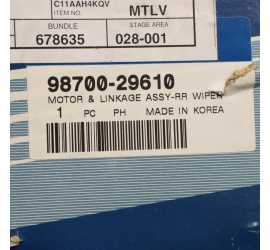 C11AAH4KQV
ITEM NO. MTLV
BUNDLE STAGE AREA
678635 028-001
98700-29610
MOTOR & LINKAGE ASSY-RR WIPER
1 PC PH MADE IN KOREA